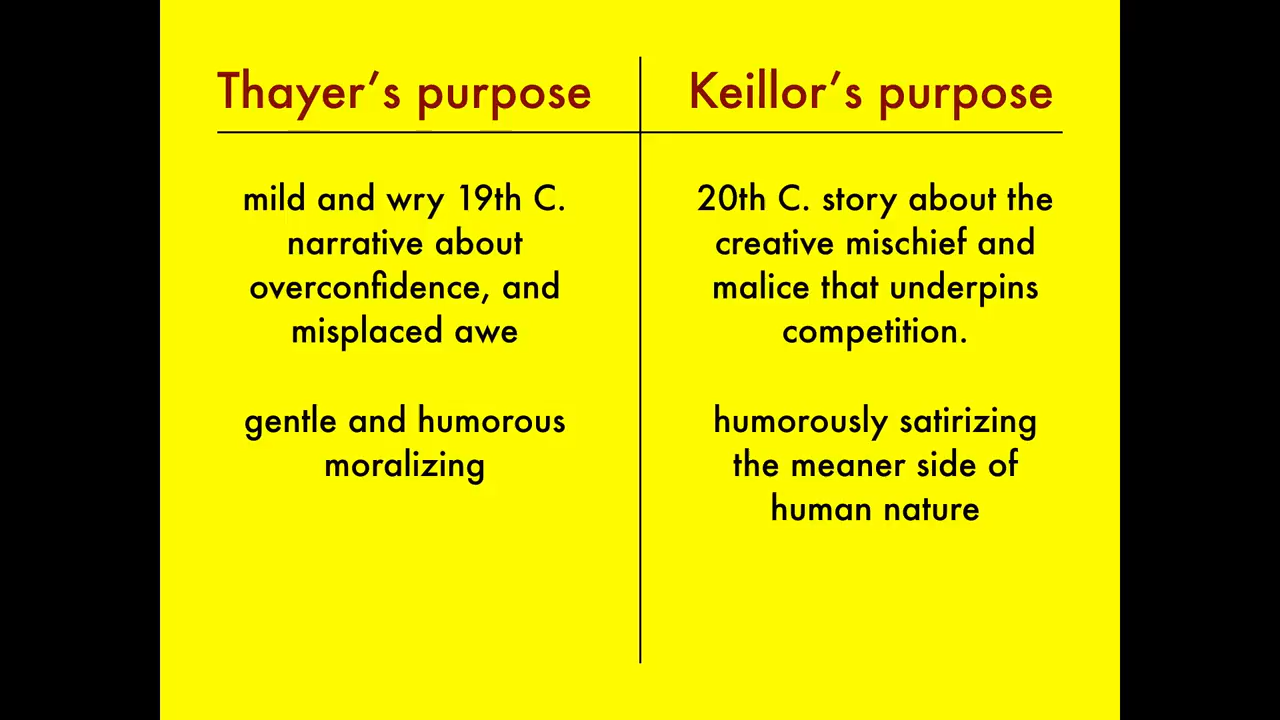 Thayer’s purpose
mild and wry 19th C.
narrative about
overconfidence, and
misplaced awe
gentle and humorous
moralizing
Keillor’s purpose
20th C. story about the
creative mischief and
malice that underpins
competition.
humorously satirizing
the meaner side of
human nature